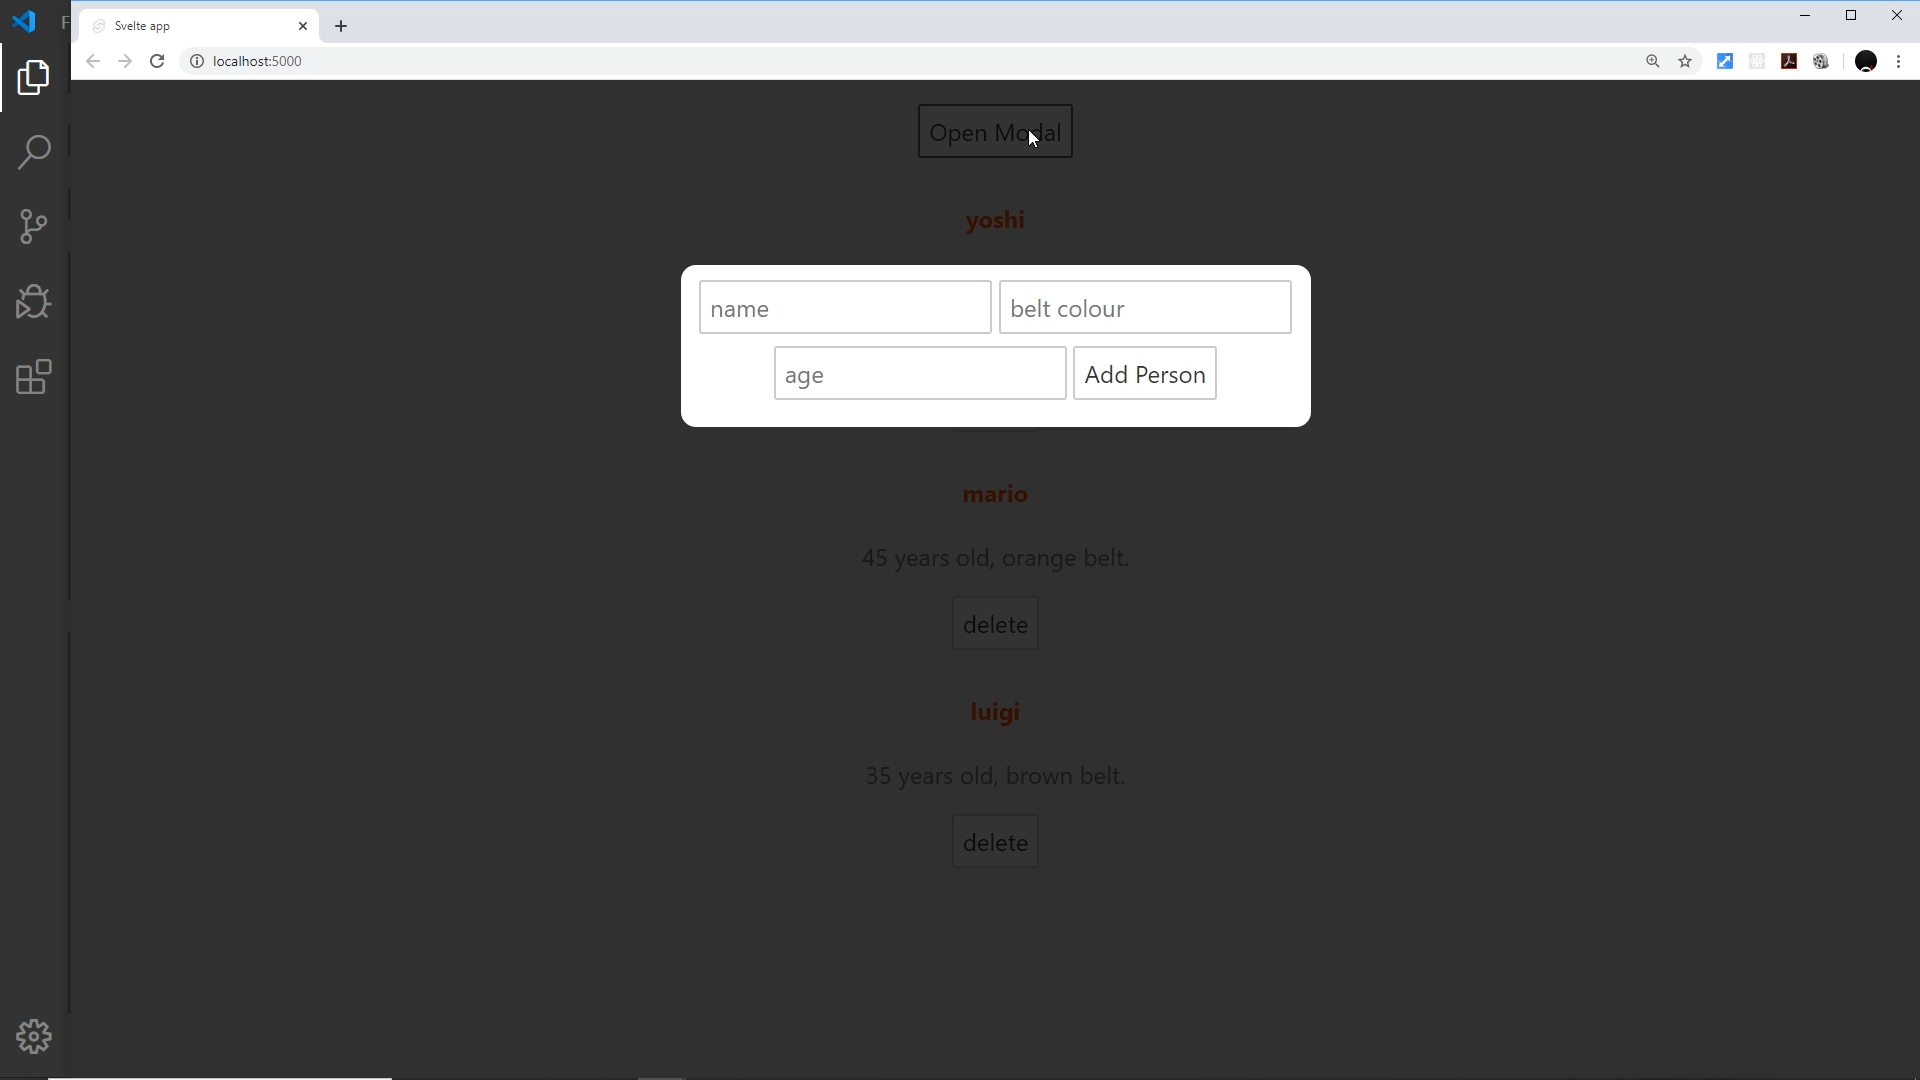 F
Svelte app
localhost:5000
Open Modal
yoshi
name
belt colour
age
Add Person
mario
45 years old, orange belt.
delete
luigi
35 years old, brown belt.
delete